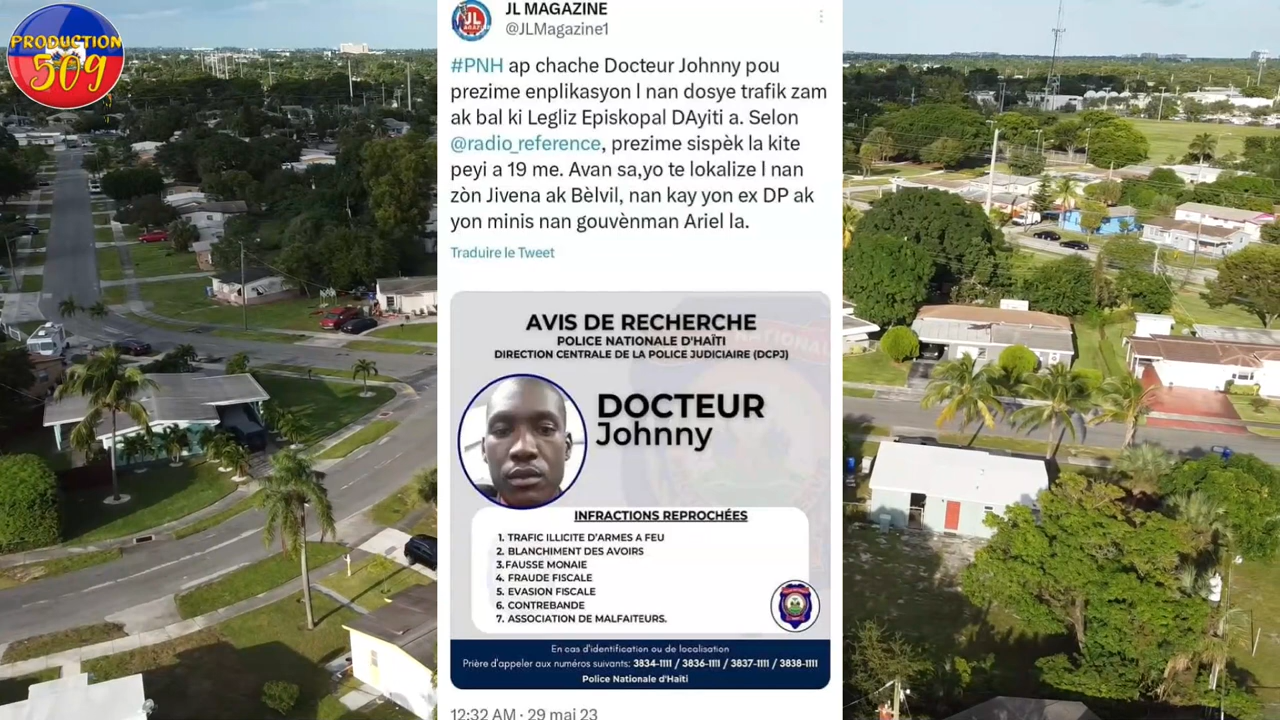 PRODUCTION
509
JL MAGAZINE
@JLMagazine1
#PNH ap chache Docteur Johnny pou
prezime enplikasyon l nan dosye trafik zam
ak bal ki Legliz Episkopal DAyiti a. Selon
@radio_reference, prezime sispèk la kite
peyi a 19 me. Avan sa,yo te lokalize l nan
zòn Jivena ak Bèlvil, nan kay yon ex DP ak
yon minis nan gouvènman Ariel la.
Traduire le Tweet
AVIS DE RECHERCHE
POLICE NATIONALE D'HAÏTI
DIRECTION CENTRALE DE LA POLICE JUDICIAIRE (DCPJ)
DOCTEUR
Johnny
INFRACTIONS REPROCHÉES
1. TRAFIC ILLICITE D'ARMES A FEU
2. BLANCHIMENT DES AVOIRS
3.FAUSSE MONAIE
4. FRAUDE FISCALE
5. EVASION FISCALE
6. CONTREBANDE
7. ASSOCIATION DE MALFAITEURS.
En cas d'identification ou de localisation
Prière d'appeler aux numéros suivants: 3834-1111 / 3836-1111 / 3837-1111 / 3838-1111
Police Nationale d'Haïti
12:32 AM · 29 mai 23